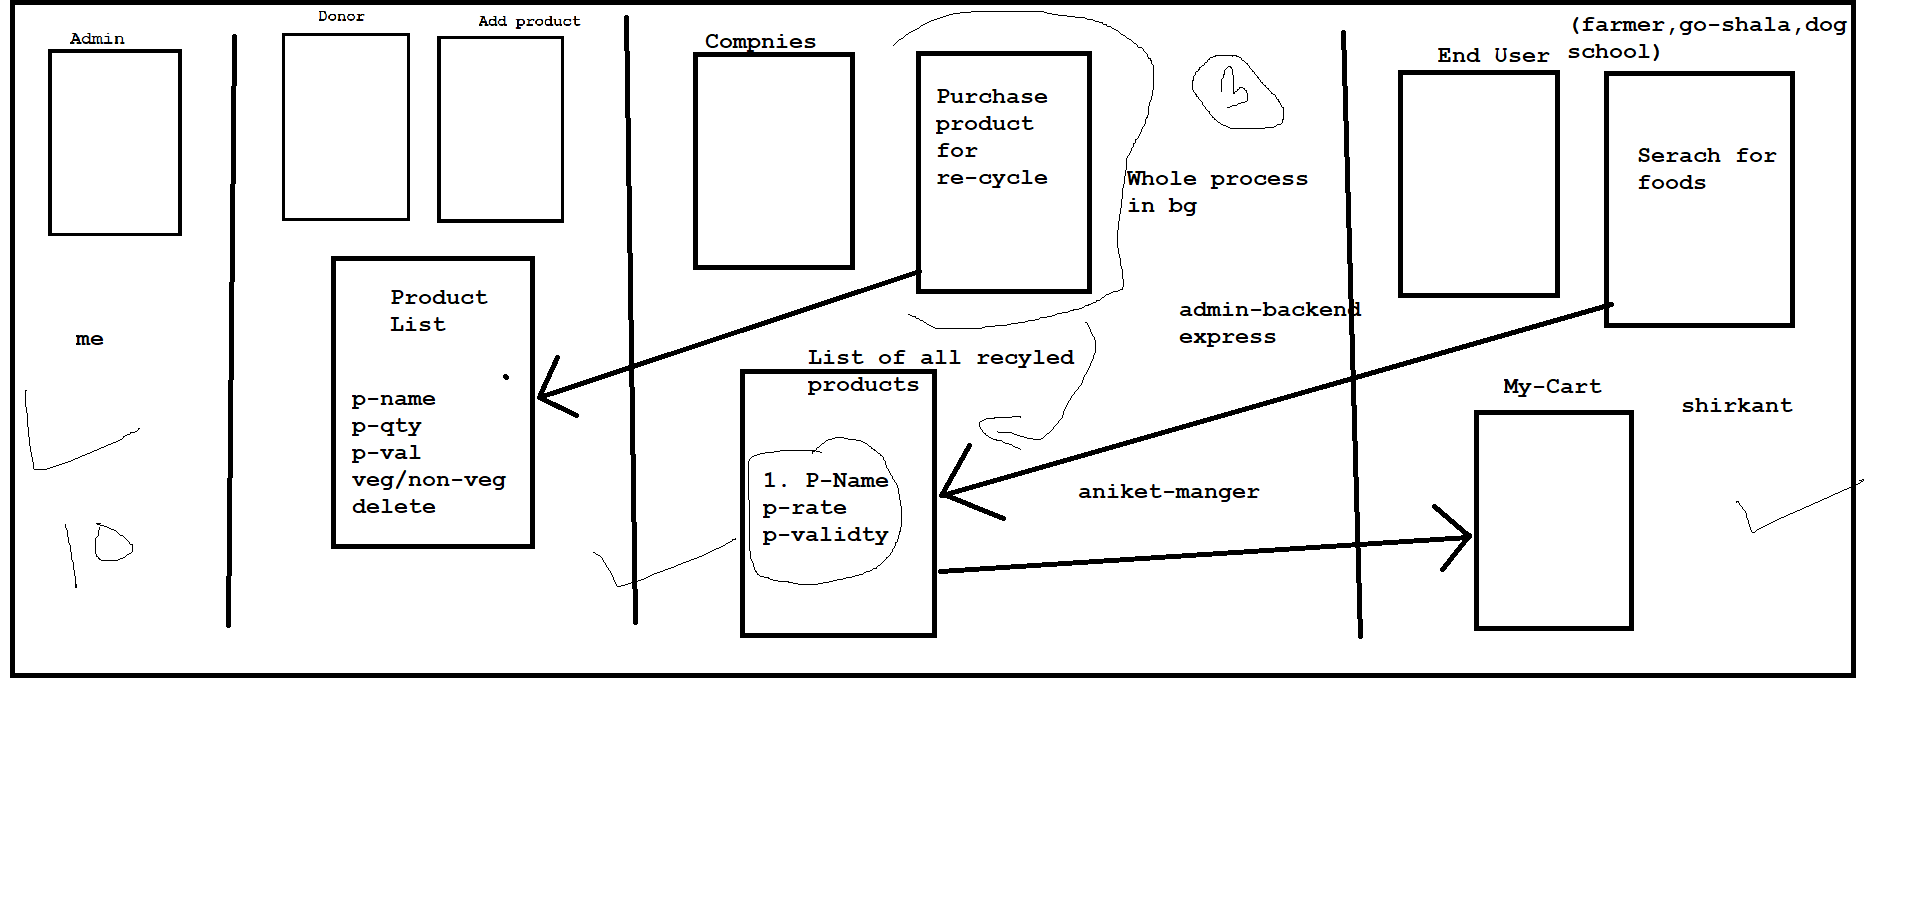 Admin
me
10
Donor
Add product
Product
List
p-name
p-qty
p-val
veg/non-veg
delete
Compnies
Purchase
product
for
re-cycle
Whole process
in bg
admin-backend
express
List of all recyled
products
1. P-Name
p-rate
p-validty
aniket-manger
End User
(farmer,go-shala,dog
school)
Serach for
foods
My-Cart
shirkant